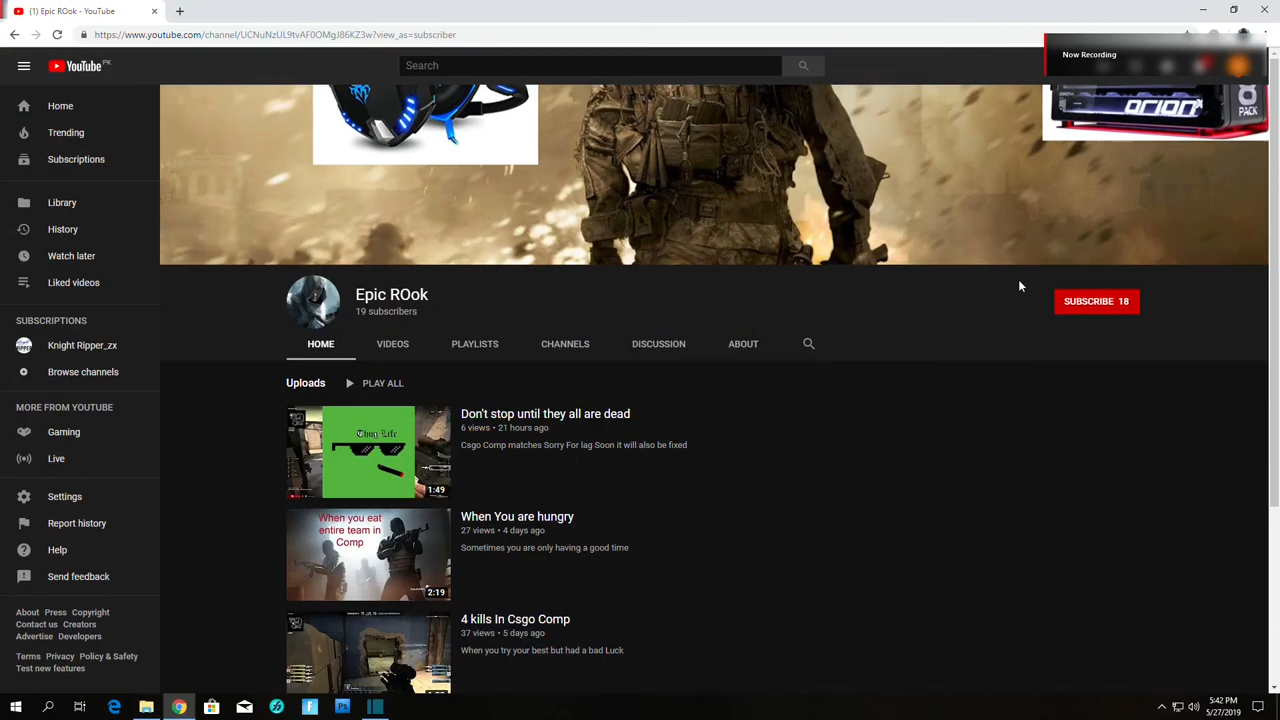 (1) Epic ROok - YouTube
https://www.youtube.com/channel/UCNuNzUL9tvAF0OMgJ86KZ3w?view_as=subscriber
Now Recording
YouTube PK
Search
Home
Trending
Subscriptions
Library
History
Watch later
Liked videos
SUBSCRIPTIONS
Knight Ripper_zx
Browse channels
MORE FROM YOUTUBE
Gaming
Live
Settings
Report history
Help
Send feedback
About Press Copyright
Contact us Creators
Advertise Developers
Terms Privacy Policy & Safety
Test new features
ORION
8
PACK
Epic ROok
19 subscribers
SUBSCRIBE 18
HOME VIDEOS PLAYLISTS CHANNELS DISCUSSION ABOUT
Uploads PLAY ALL
Thug Life
1:49
Don't stop until they all are dead
6 views • 21 hours ago
Csgo Comp matches Sorry For lag Soon it will also be fixed
When you eat
entire team in
Comp
2:19
When You are hungry
27 views • 4 days ago
Sometimes you are only having a good time
4 kills In Csgo Comp
37 views • 5 days ago
When you try your best but had a bad Luck
Ps
5:42 PM
5/27/2019